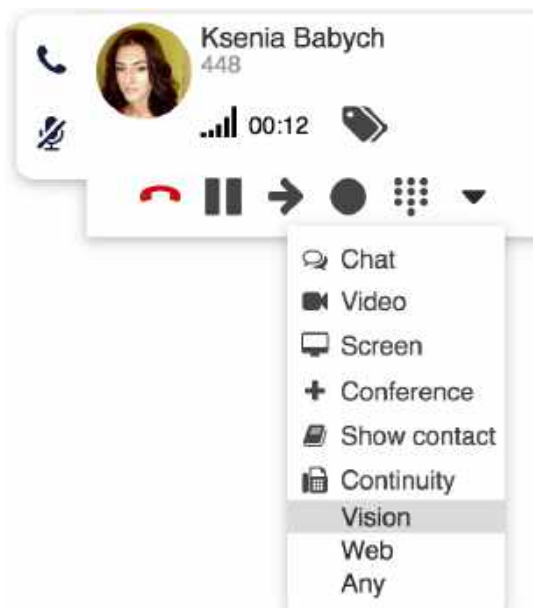 Ksenia Babych
448
00:12
Chat
Video
Screen
Conference
Show contact
Continuity
Vision
Web
Any